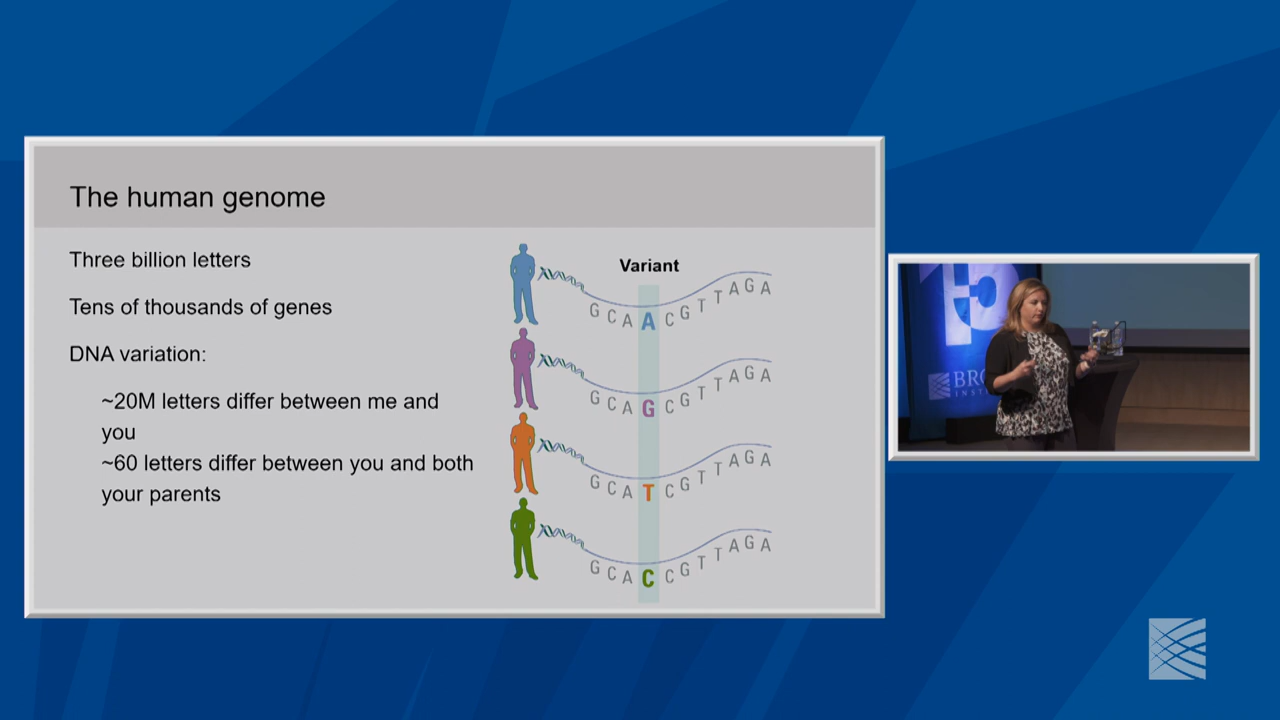 The human genome
Three billion letters
Tens of thousands of genes
DNA variation:
~20M letters differ between me and
you
~60 letters differ between you and both
your parents
Variant
G C A A C G T T A G A
G C A G C G T T A G A
G C A T C G T T A G A
G C A C C G T T A G A